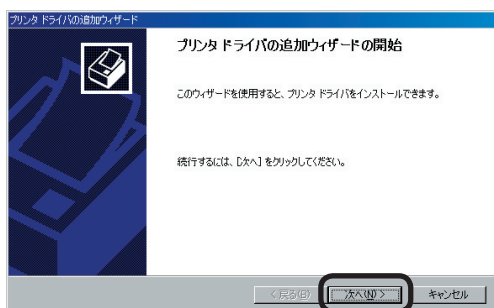 プリンタ ドライバの追加ウィザード
プリンタ ドライバの追加ウィザードの開始
このウィザードを使用すると、プリンタ ドライバをインストールできます。
続行するには、[次へ] をクリックしてください。
< 戻る(B)
次へ(N) >
キャンセル